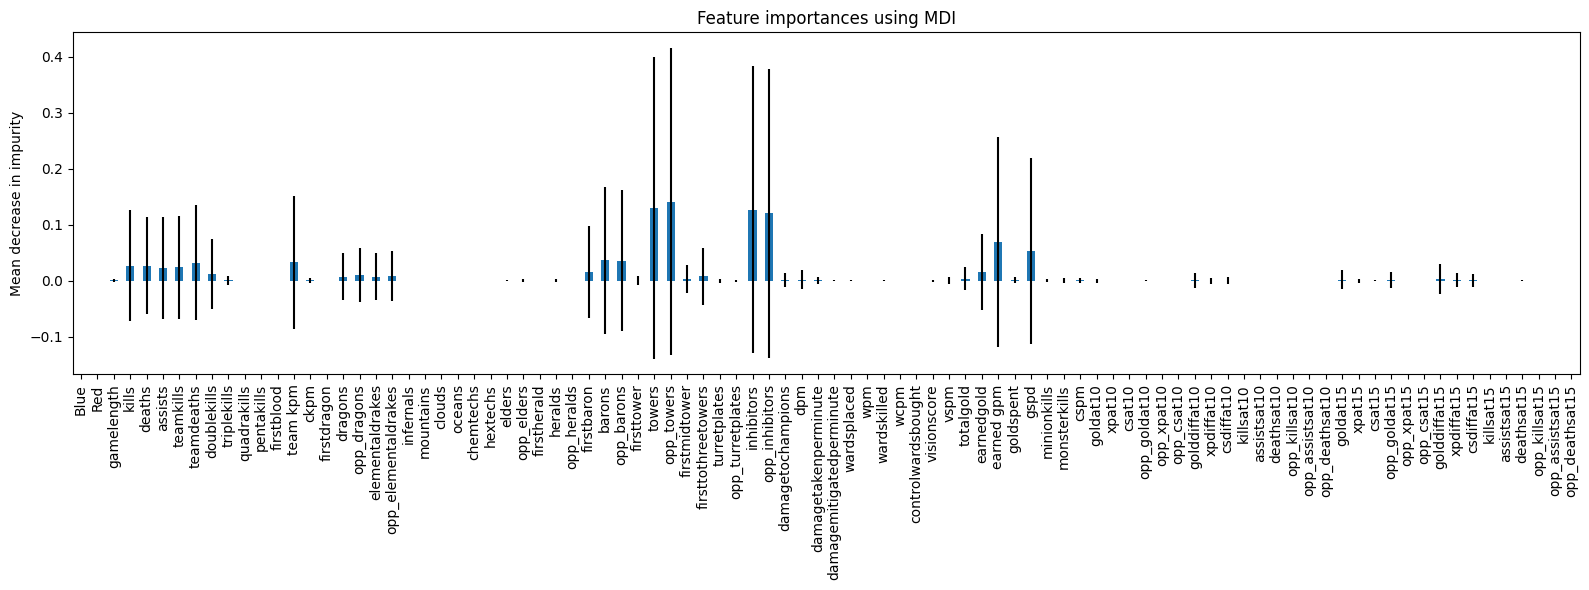 Feature importances using MDI
Mean decrease in impurity
0.4
0.3
0.2
0.1
0.0
−0.1
Blue
Red
gamelength
kills
deaths
assists
teamkills
teamdeaths
doublekills
triplekills
quadrakills
pentakills
firstblood
team kpm
ckpm
firstdragon
dragons
opp_dragons
elementaldrakes
opp_elementaldrakes
infernals
mountains
clouds
oceans
chemtechs
hextechs
elders
opp_elders
firstherald
heralds
opp_heralds
firstbaron
barons
opp_barons
firsttower
towers
opp_towers
inhibitors
opp_inhibitors
firstmidtower
firsttothreetowers
turretplates
opp_turretplates
inhibitors
opp_inhibitors
damagetochampions
dpm
damagetakenperminute
damagemitigatedperminute
wardsplaced
wpm
wardskilled
wcpm
controlwardsbought
visionscore
vspm
totalgold
earnedgold
earned gpm
goldspent
gspd
minionkills
monsterkills
cspm
goldat10
xpat10
csat10
opp_goldat10
opp_xpat10
opp_csat10
golddiffat10
xpdiffat10
csdiffat10
killsat10
assistsat10
deathsat10
opp_killsat10
opp_assistsat10
opp_deathsat10
goldat15
xpat15
csat15
opp_goldat15
opp_xpat15
opp_csat15
golddiffat15
xpdiffat15
csdiffat15
killsat15
assistsat15
deathsat15
opp_killsat15
opp_assistsat15
opp_deathsat15